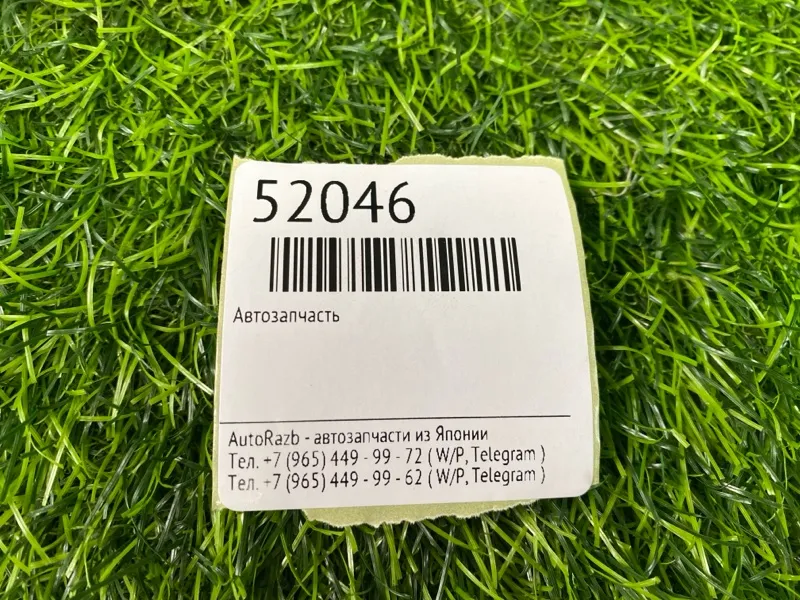 52046
Автозапчасть
AutoRazb - автозапчасти из Японии
Тел. +7 (965) 449 - 99 - 72 ( W/P, Telegram )
Тел. +7 (965) 449 - 99 - 62 ( W/P, Telegram )